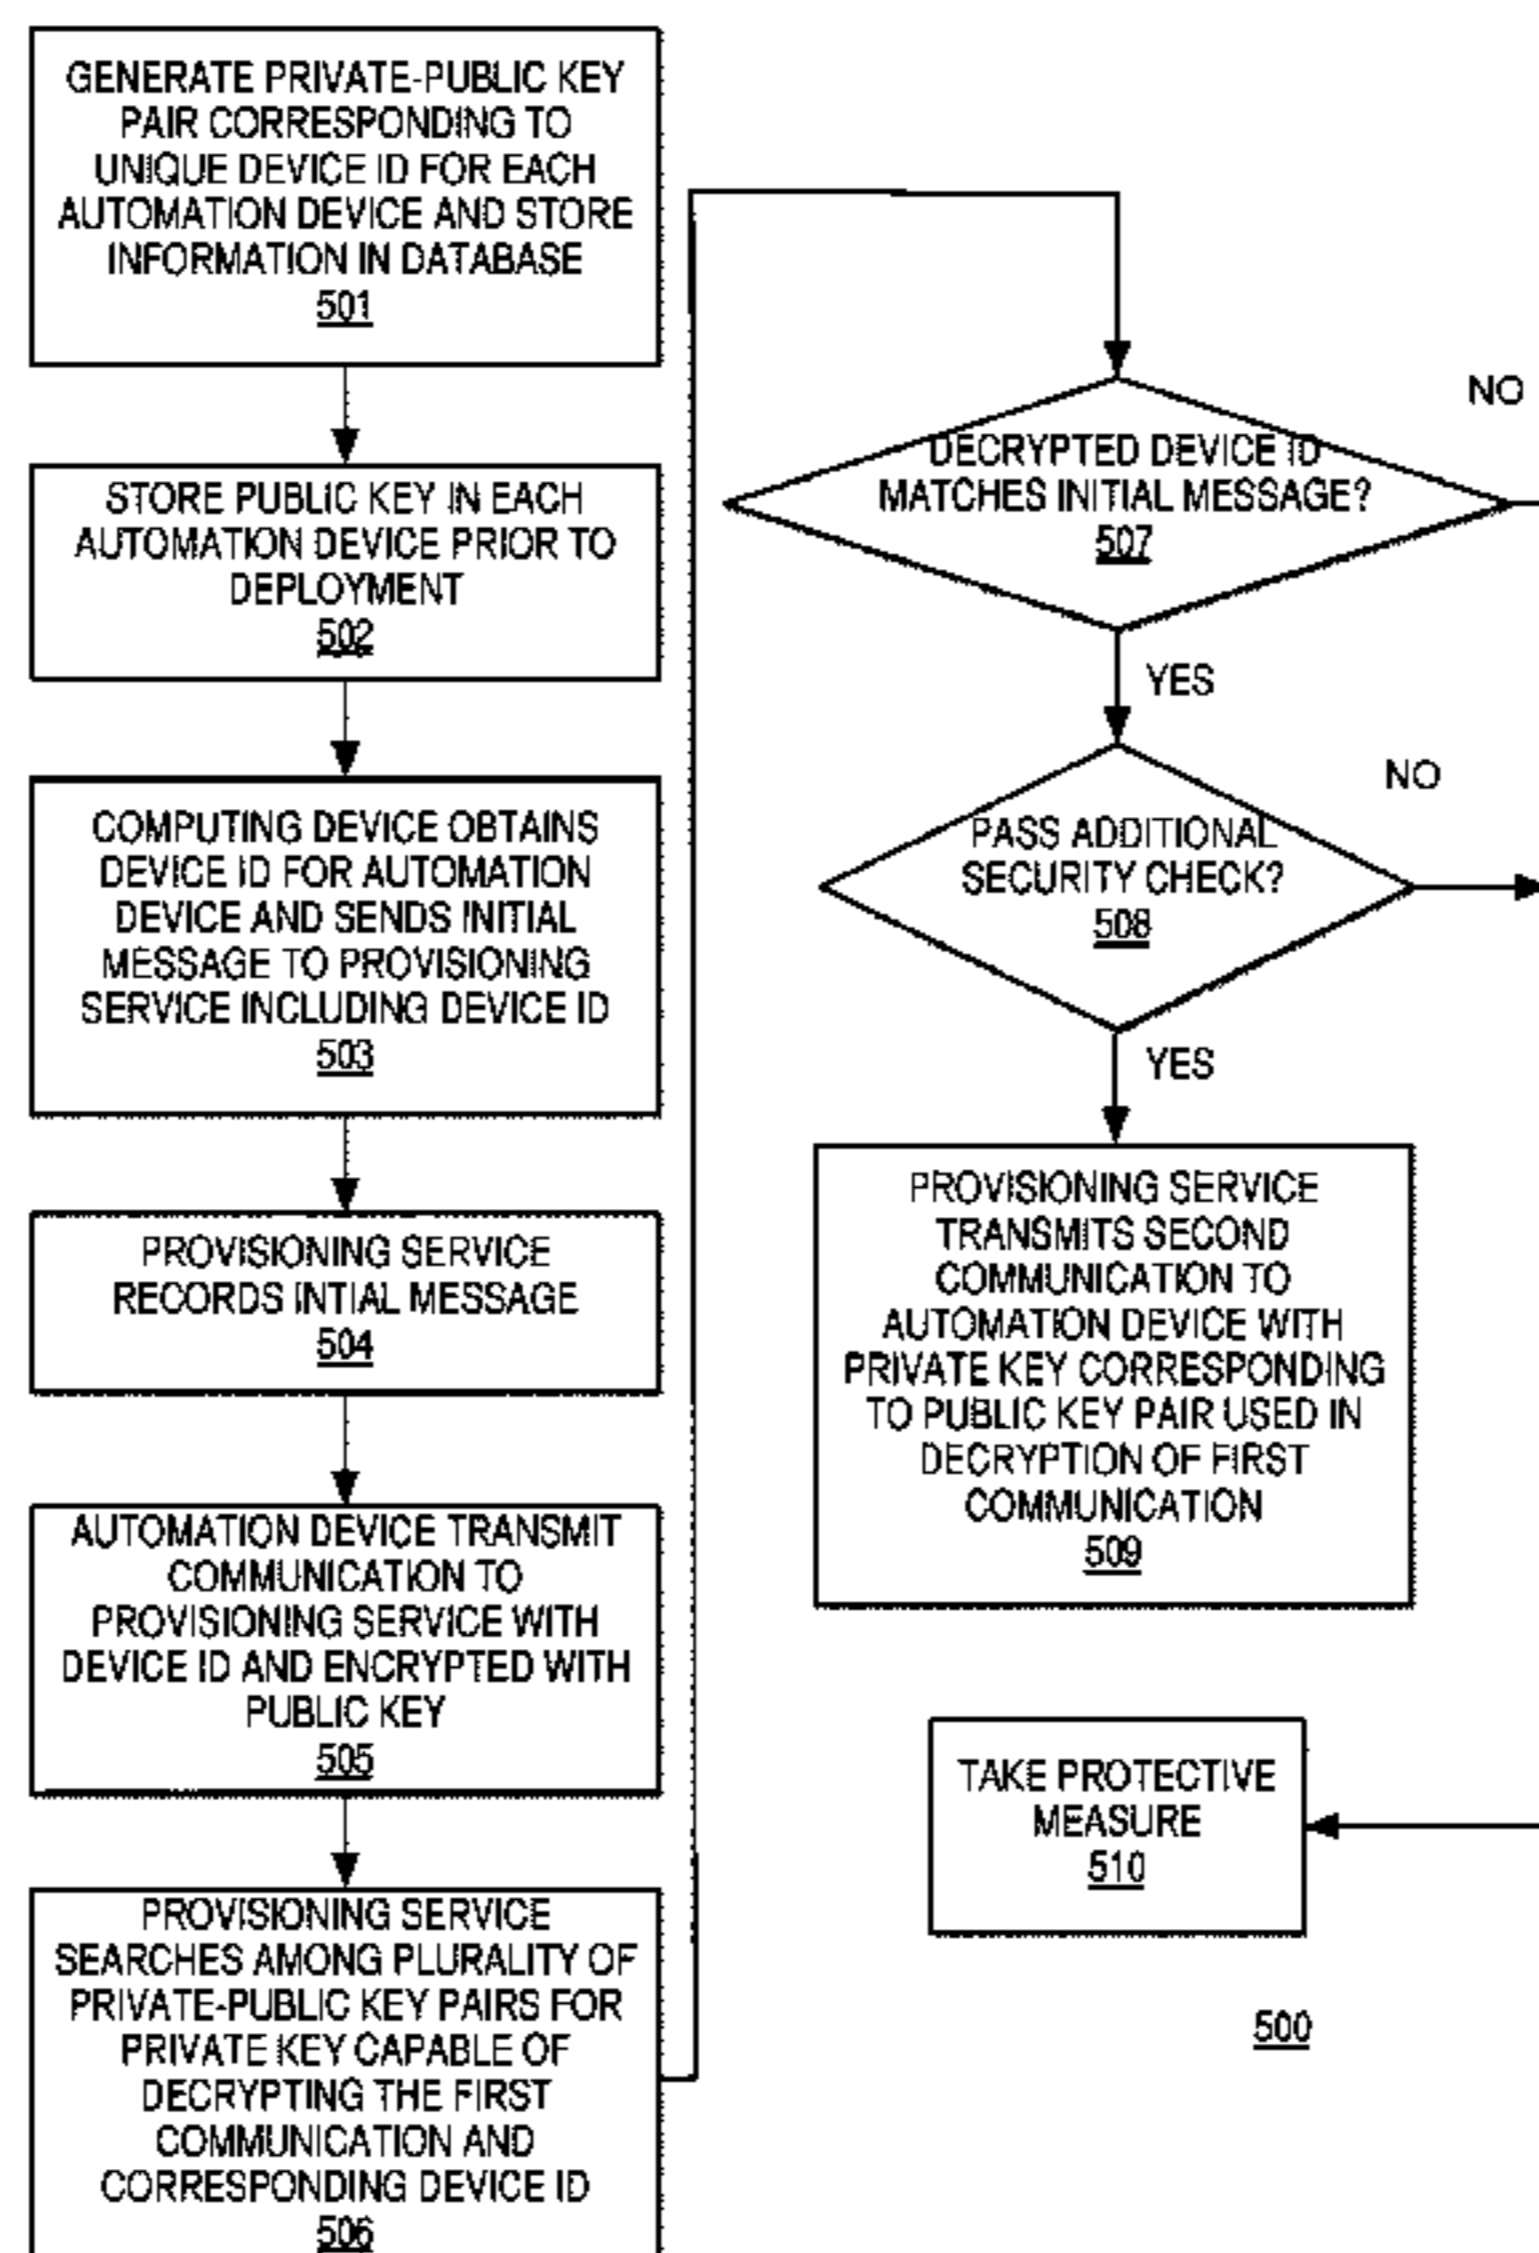 GENERATE PRIVATE-PUBLIC KEY
PAIR CORRESPONDING TO
UNIQUE DEVICE ID FOR EACH
AUTOMATION DEVICE AND STORE
INFORMATION IN DATABASE
501
STORE PUBLIC KEY IN EACH
AUTOMATION DEVICE PRIOR TO
DEPLOYMENT
502
COMPUTING DEVICE OBTAINS
DEVICE ID FOR AUTOMATION
DEVICE AND SENDS INITIAL
MESSAGE TO PROVISIONING
SERVICE INCLUDING DEVICE ID
503
PROVISIONING SERVICE
RECORDS INTIAL MESSAGE
504
AUTOMATION DEVICE TRANSMIT
COMMUNICATION TO
PROVISIONING SERVICE WITH
DEVICE ID AND ENCRYPTED WITH
PUBLIC KEY
505
PROVISIONING SERVICE
SEARCHES AMONG PLURALITY OF
PRIVATE-PUBLIC KEY PAIRS FOR
PRIVATE KEY CAPABLE OF
DECRYPTING THE FIRST
COMMUNICATION AND
CORRESPONDING DEVICE ID
506
NO
DECRYPTED DEVICE ID
MATCHES INITIAL MESSAGE?
507
YES
NO
PASS ADDITIONAL
SECURITY CHECK?
508
YES
PROVISIONING SERVICE
TRANSMITS SECOND
COMMUNICATION TO
AUTOMATION DEVICE WITH
PRIVATE KEY CORRESPONDING
TO PUBLIC KEY PAIR USED IN
DECRYPTION OF FIRST
COMMUNICATION
509
TAKE PROTECTIVE
MEASURE
510
500